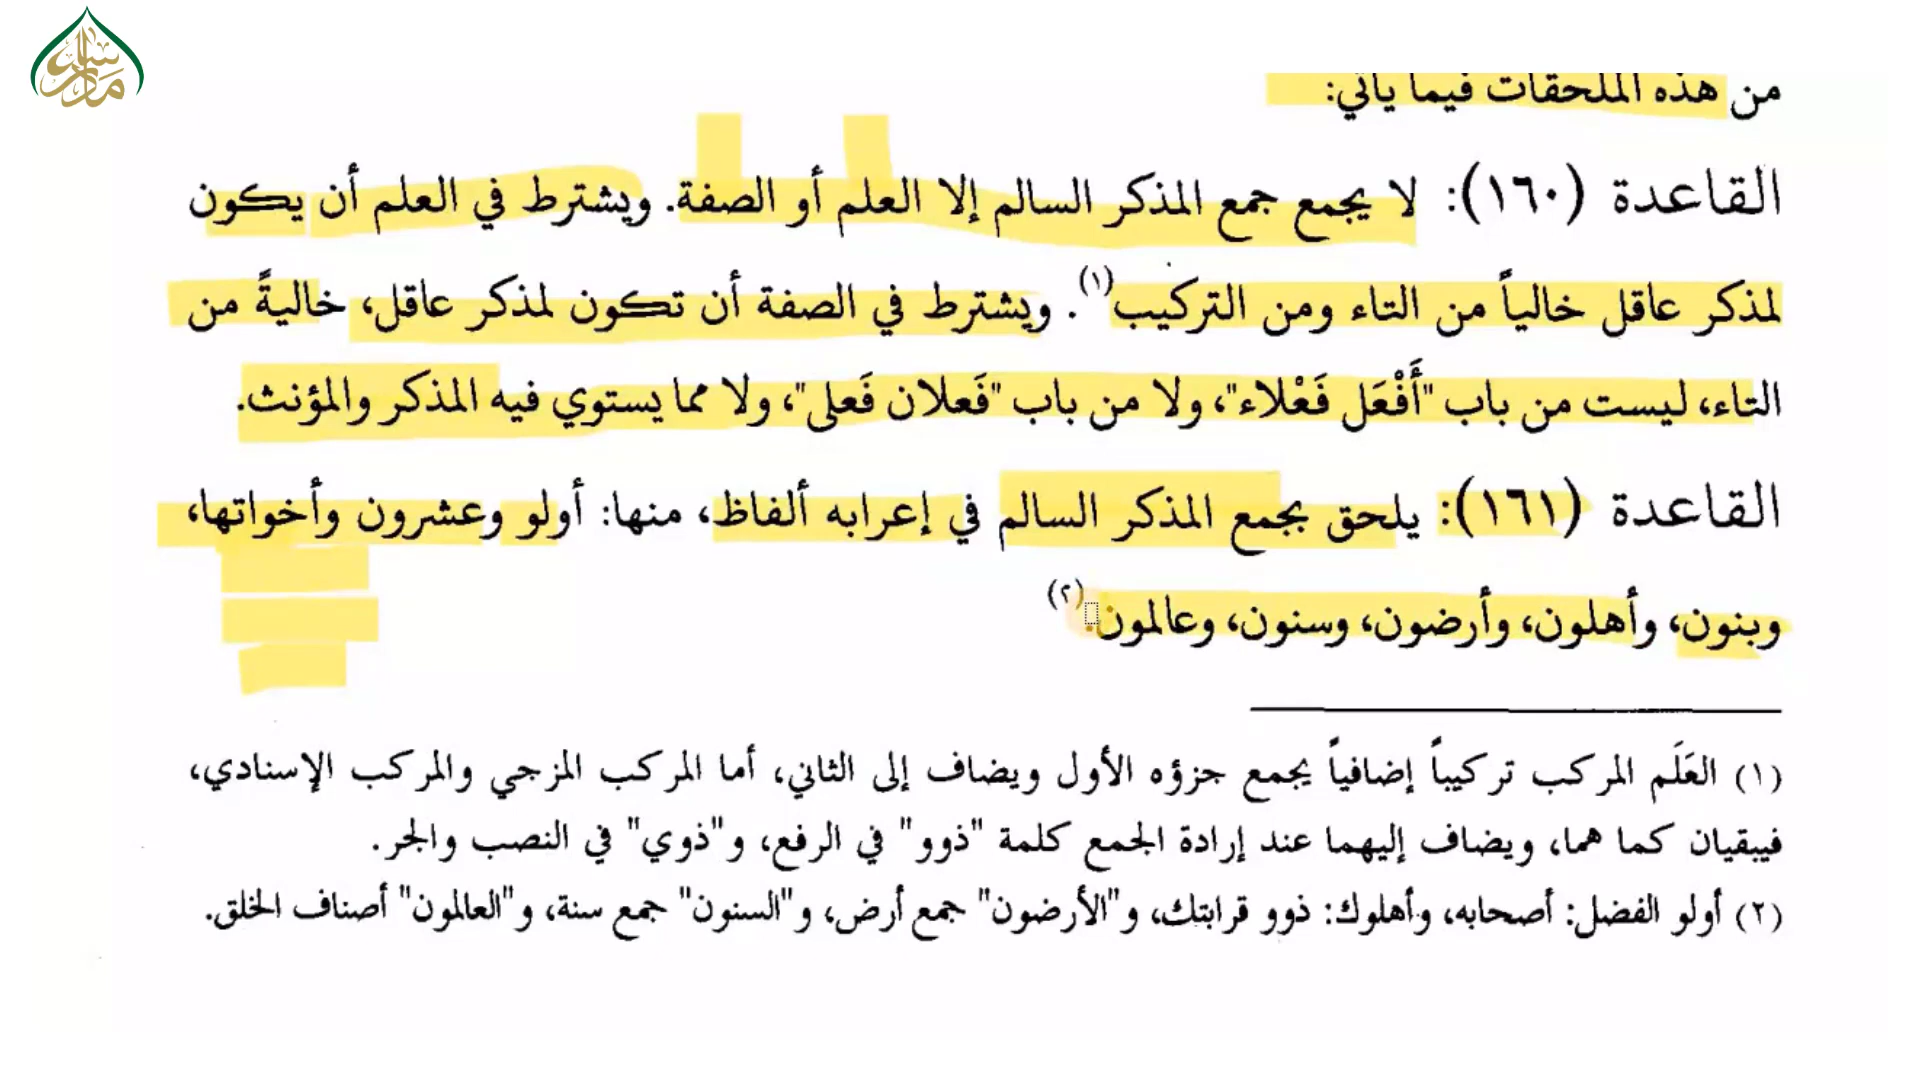 من هذه الملحقات فيما يأتي:
القاعدة (١٦٠): لا يجمع جمع المذكر السالم إلا العلم أو الصفة. ويشترط في العلم أن يكون
لمذكر عاقل خالياً من التاء ومن التركيب(١). ويشترط في الصفة أن تكون لمذكر عاقل، خاليةً من
التاء، ليست من باب "أَفْعَل فَعْلاء"، ولا من باب "فَعلان فَعلى"، ولا مما يستوي فيه المذكر والمؤنث.
القاعدة (١٦١): يلحق بجمع المذكر السالم في إعرابه ألفاظ، منها: أولو وعشرون وأخواتها،
وبنون، وأهلون، وأرضون، وسنون، وعالمون.(٢)
(١) العَلَم المركب تركيباً إضافياً يجمع جزؤه الأول ويضاف إلى الثاني، أما المركب المزجي والمركب الإسنادي،
فيبقيان كما هما، ويضاف إليهما عند إرادة الجمع كلمة "ذوو" في الرفع، و"ذوي" في النصب والجر.
(٢) أولو الفضل: أصحابه، وأهلوك: ذوو قرابتك، و"الأرضون" جمع أرض، و"السنون" جمع سنة، و"العالمون" أصناف الخلق.